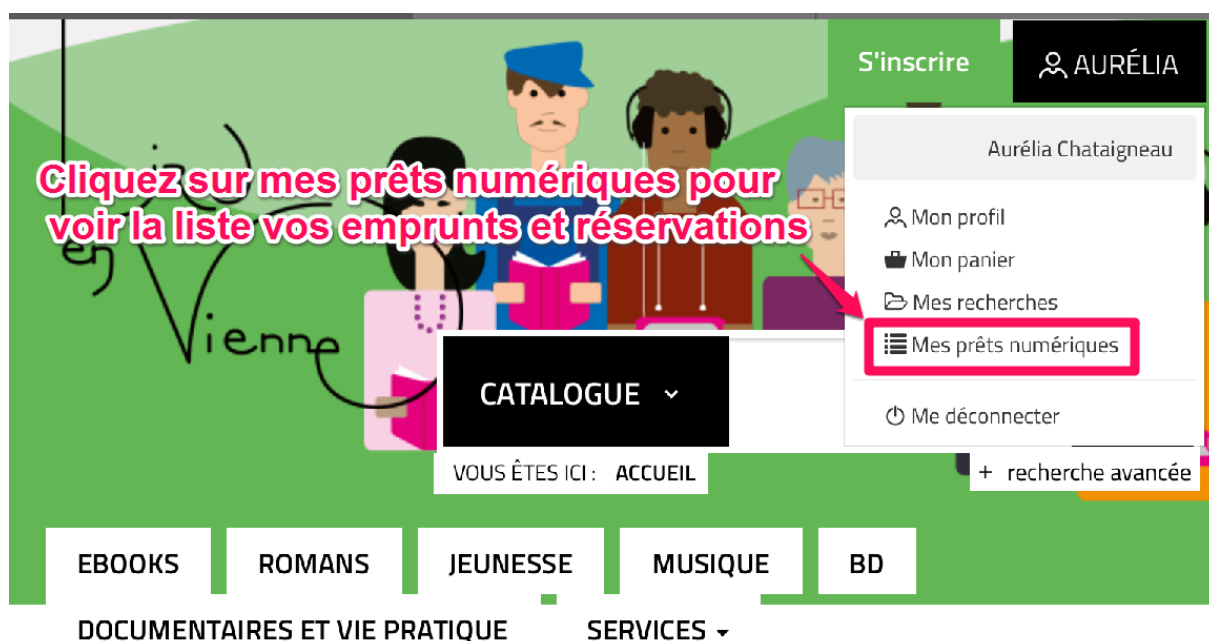 S'inscrire
AURÉLIA
Aurélia Chataigneau
Cliquez sur mes prêts numériques pour
voir la liste vos emprunts et réservations
en
Vienne
Mon profil
Mon panier
Mes recherches
Mes prêts numériques
Me déconnecter
CATALOGUE
VOUS ÊTES ICI : ACCUEIL
+ recherche avancée
EBOOKS
ROMANS
JEUNESSE
MUSIQUE
BD
DOCUMENTAIRES ET VIE PRATIQUE
SERVICES